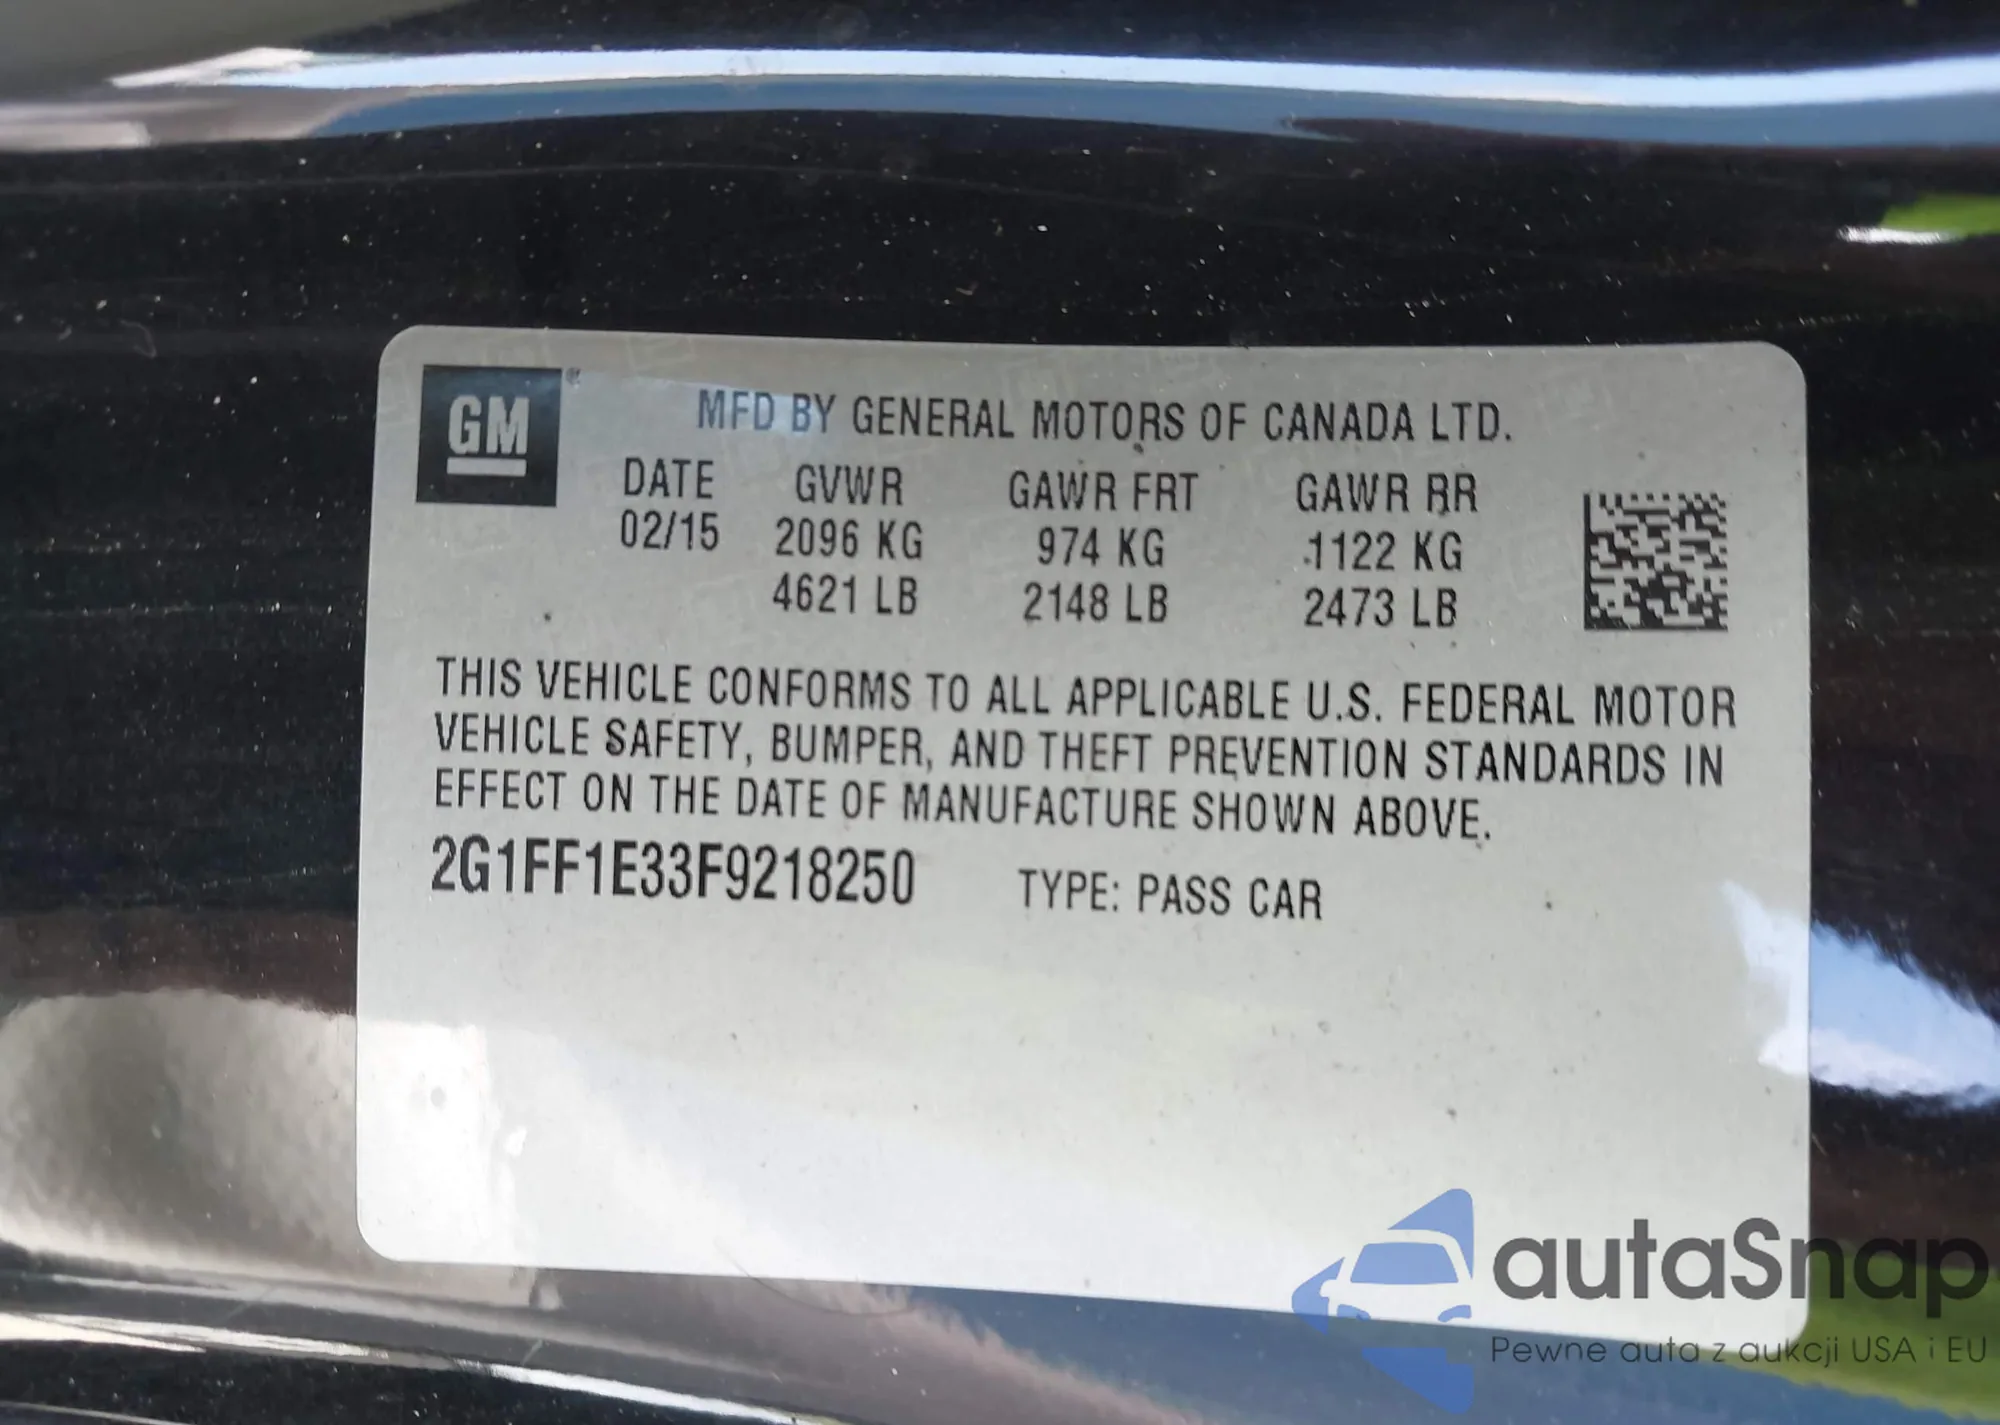 GM
MFD BY GENERAL MOTORS OF CANADA LTD.
DATE GVWR GAWR FRT GAWR RR
02/15 2096 KG 974 KG 1122 KG
4621 LB 2148 LB 2473 LB
THIS VEHICLE CONFORMS TO ALL APPLICABLE U.S. FEDERAL MOTOR
VEHICLE SAFETY, BUMPER, AND THEFT PREVENTION STANDARDS IN
EFFECT ON THE DATE OF MANUFACTURE SHOWN ABOVE.
2G1FF1E33F9218250 TYPE: PASS CAR
autaSnap
Pewne auta z aukcji USA i EU